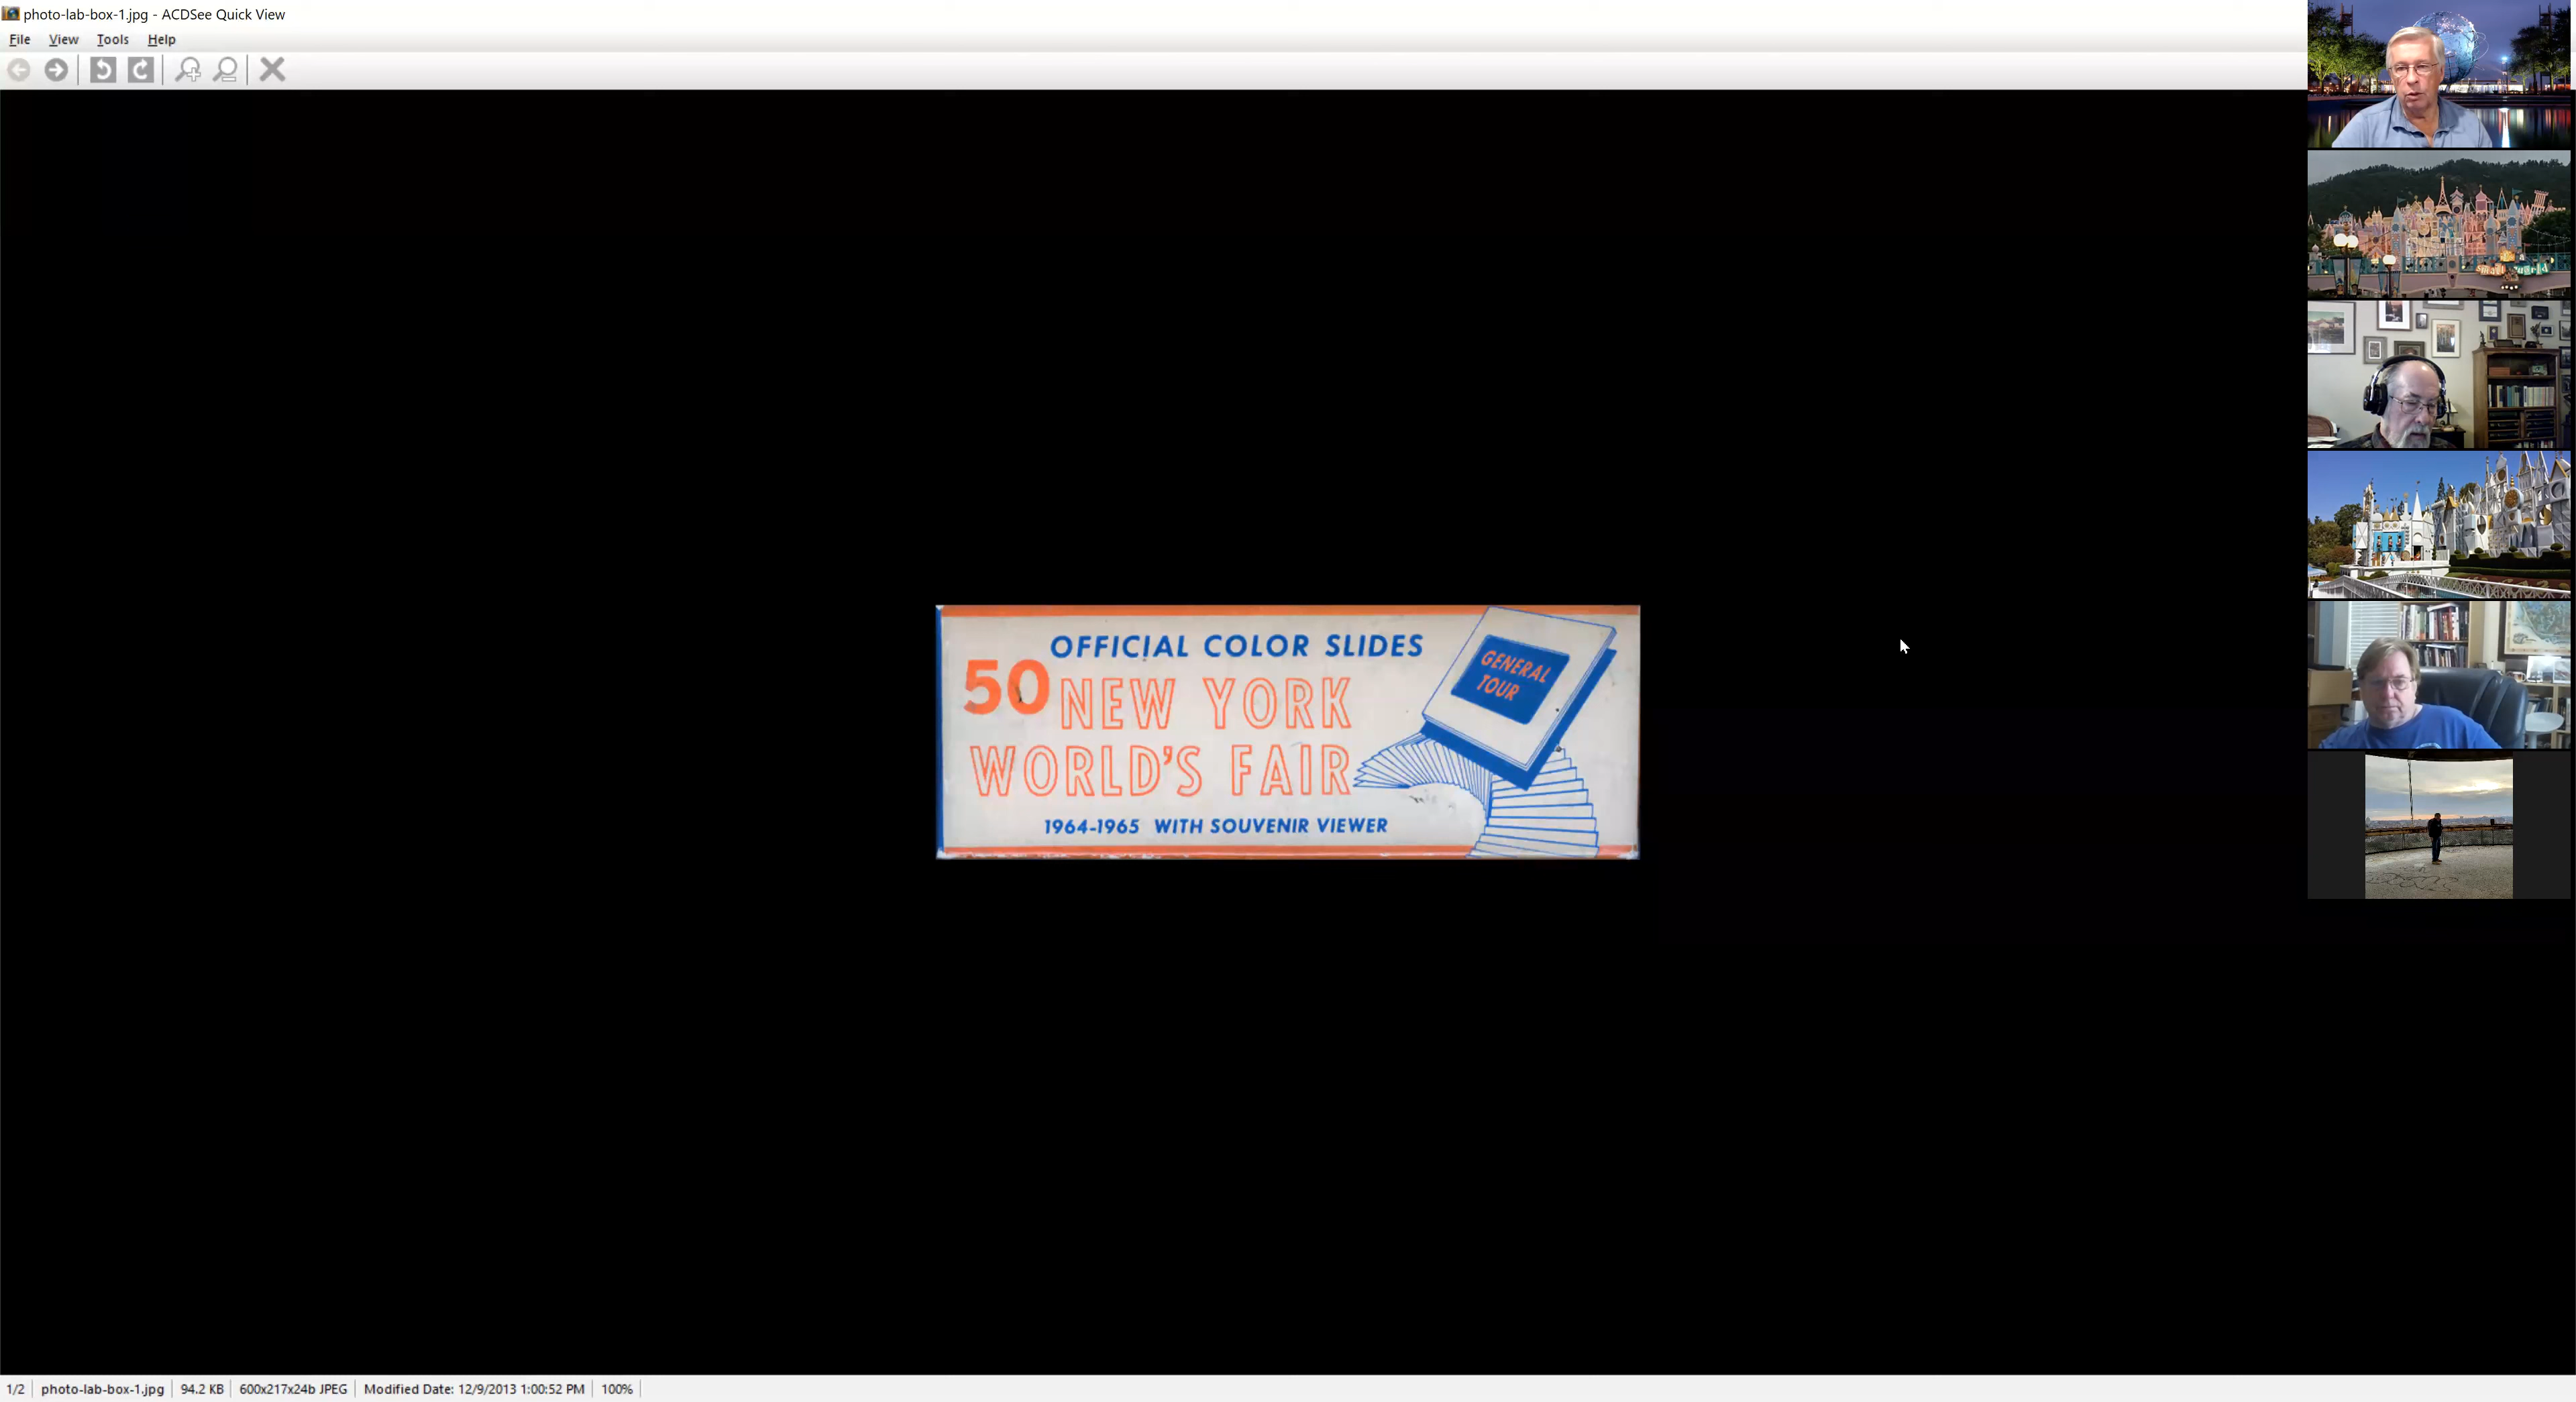 photo-lab-box-1.jpg - ACDSee Quick View
File View Tools Help
OFFICIAL COLOR SLIDES
50 NEW YORK
WORLD'S FAIR
1964-1965 WITH SOUVENIR VIEWER
GENERAL
TOUR
small world
1/2 photo-lab-box-1.jpg 94.2 KB 600x217x24b JPEG Modified Date: 12/9/2013 1:00:52 PM 100%